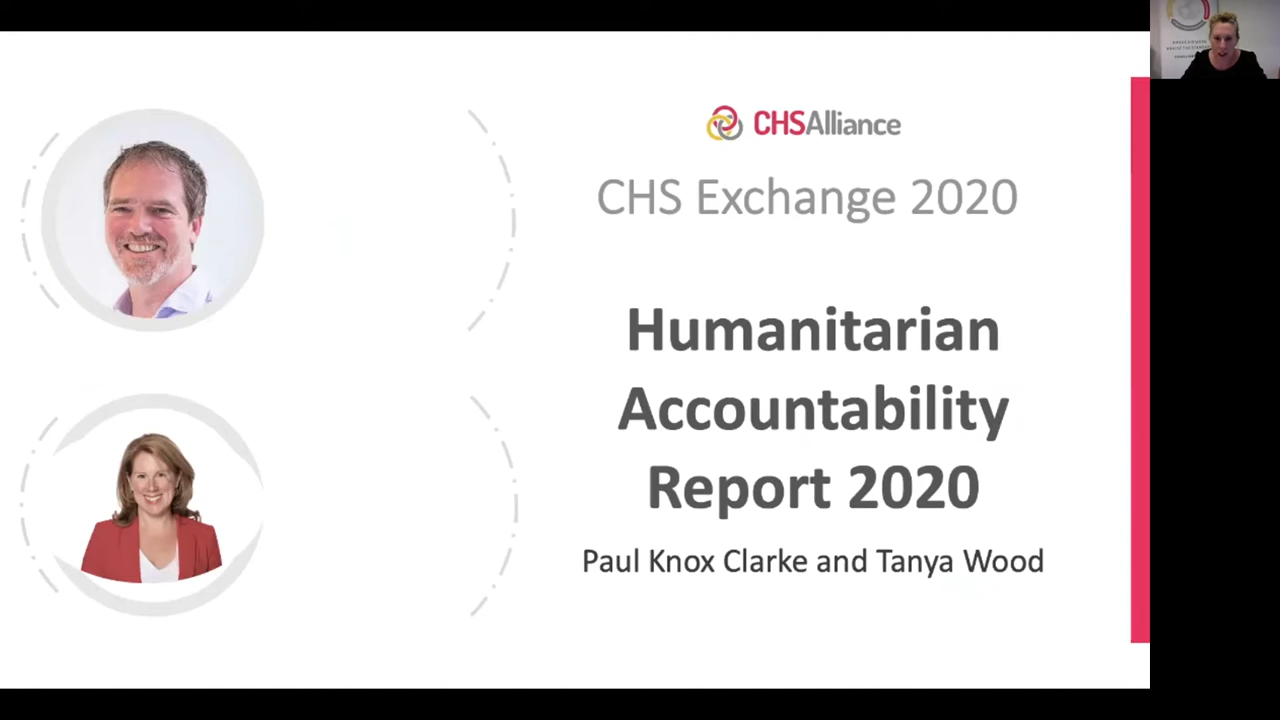 CHSAlliance
CHS Exchange 2020
Humanitarian
Accountability
Report 2020
Paul Knox Clarke and Tanya Wood